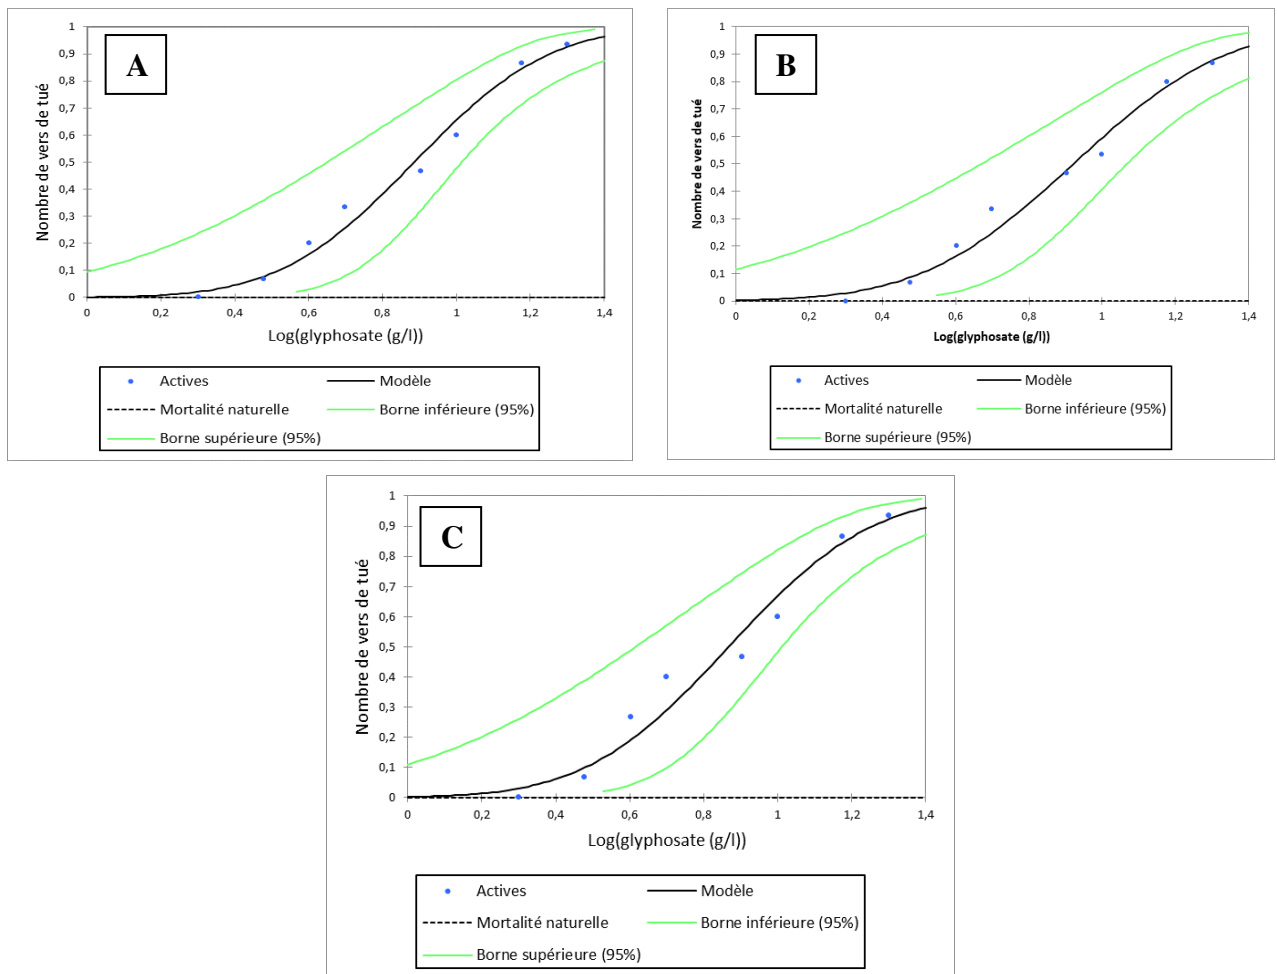 A
Nombre de vers de tué
1
0,9
0,8
0,7
0,6
0,5
0,4
0,3
0,2
0,1
0
0 0,2 0,4 0,6 0,8 1 1,2 1,4
Log(glyphosate (g/l))
Actives Modèle
Mortalité naturelle Borne inférieure (95%)
Borne supérieure (95%)
B
Nombre de vers de tué
1
0,9
0,8
0,7
0,6
0,5
0,4
0,3
0,2
0,1
0
0 0,2 0,4 0,6 0,8 1 1,2 1,4
Log(glyphosate (g/l))
Actives Modèle
Mortalité naturelle Borne inférieure (95%)
Borne supérieure (95%)
C
Nombre de vers de tué
1
0,9
0,8
0,7
0,6
0,5
0,4
0,3
0,2
0,1
0
0 0,2 0,4 0,6 0,8 1 1,2 1,4
Log(glyphosate (g/l))
Actives Modèle
Mortalité naturelle Borne inférieure (95%)
Borne supérieure (95%)